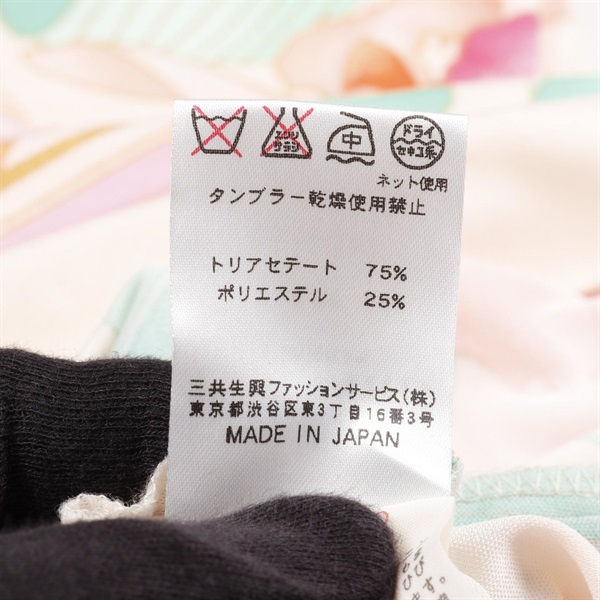 エンソ
サラシ
中
ドライ
セキユ系
ネット使用
タンブラー乾燥使用禁止
トリアセテート 75%
ポリエステル 25%
三共生興ファッションサービス(株)
東京都渋谷区東3丁目16番3号
MADE IN JAPAN